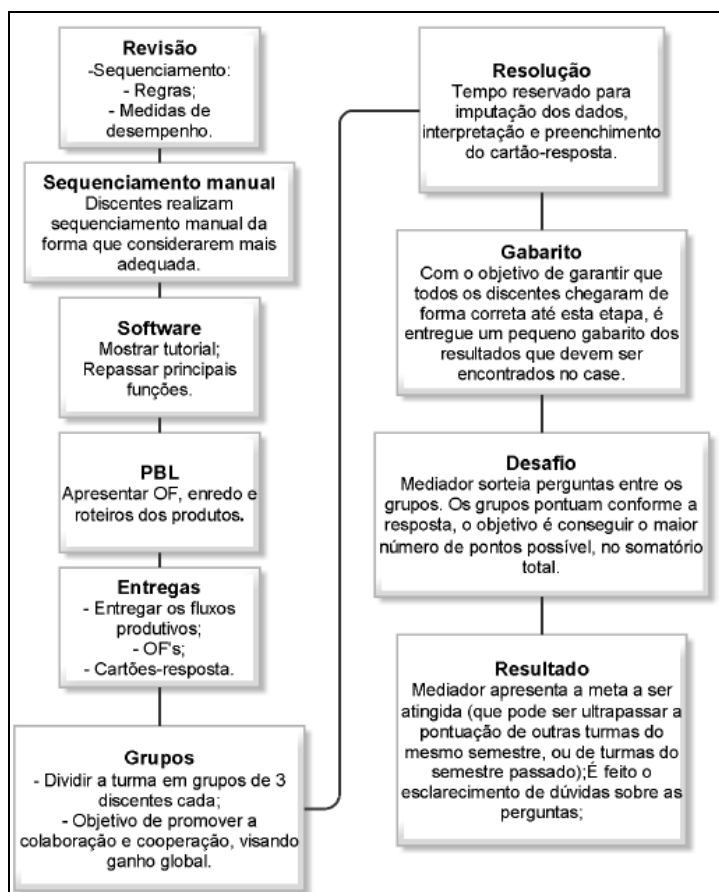 Revisão
-Sequenciamento:
- Regras;
- Medidas de
desempenho.
Sequenciamento manual
Discentes realizam
sequenciamento manual da
forma que considerarem mais
adequada.
Software
Mostrar tutorial;
Repassar principais
funções.
PBL
Apresentar OF, enredo e
roteiros dos produtos.
Entregas
- Entregar os fluxos
produtivos;
- OF's;
- Cartões-resposta.
Grupos
- Dividir a turma em grupos de 3
discentes cada;
- Objetivo de promover a
colaboração e cooperação, visando
ganho global.
Resolução
Tempo reservado para
imputação dos dados,
interpretação e preenchimento
do cartão-resposta.
Gabarito
Com o objetivo de garantir que
todos os discentes chegaram de
forma correta até esta etapa, é
entregue um pequeno gabarito dos
resultados que devem ser
encontrados no case.
Desafio
Mediador sorteia perguntas entre os
grupos. Os grupos pontuam conforme a
resposta, o objetivo é conseguir o maior
número de pontos possível, no somatório
total.
Resultado
Mediador apresenta a meta a ser
atingida (que pode ser ultrapassar a
pontuação de outras turmas do
mesmo semestre, ou de turmas do
semestre passado);É feito o
esclarecimento de dúvidas sobre as
perguntas;